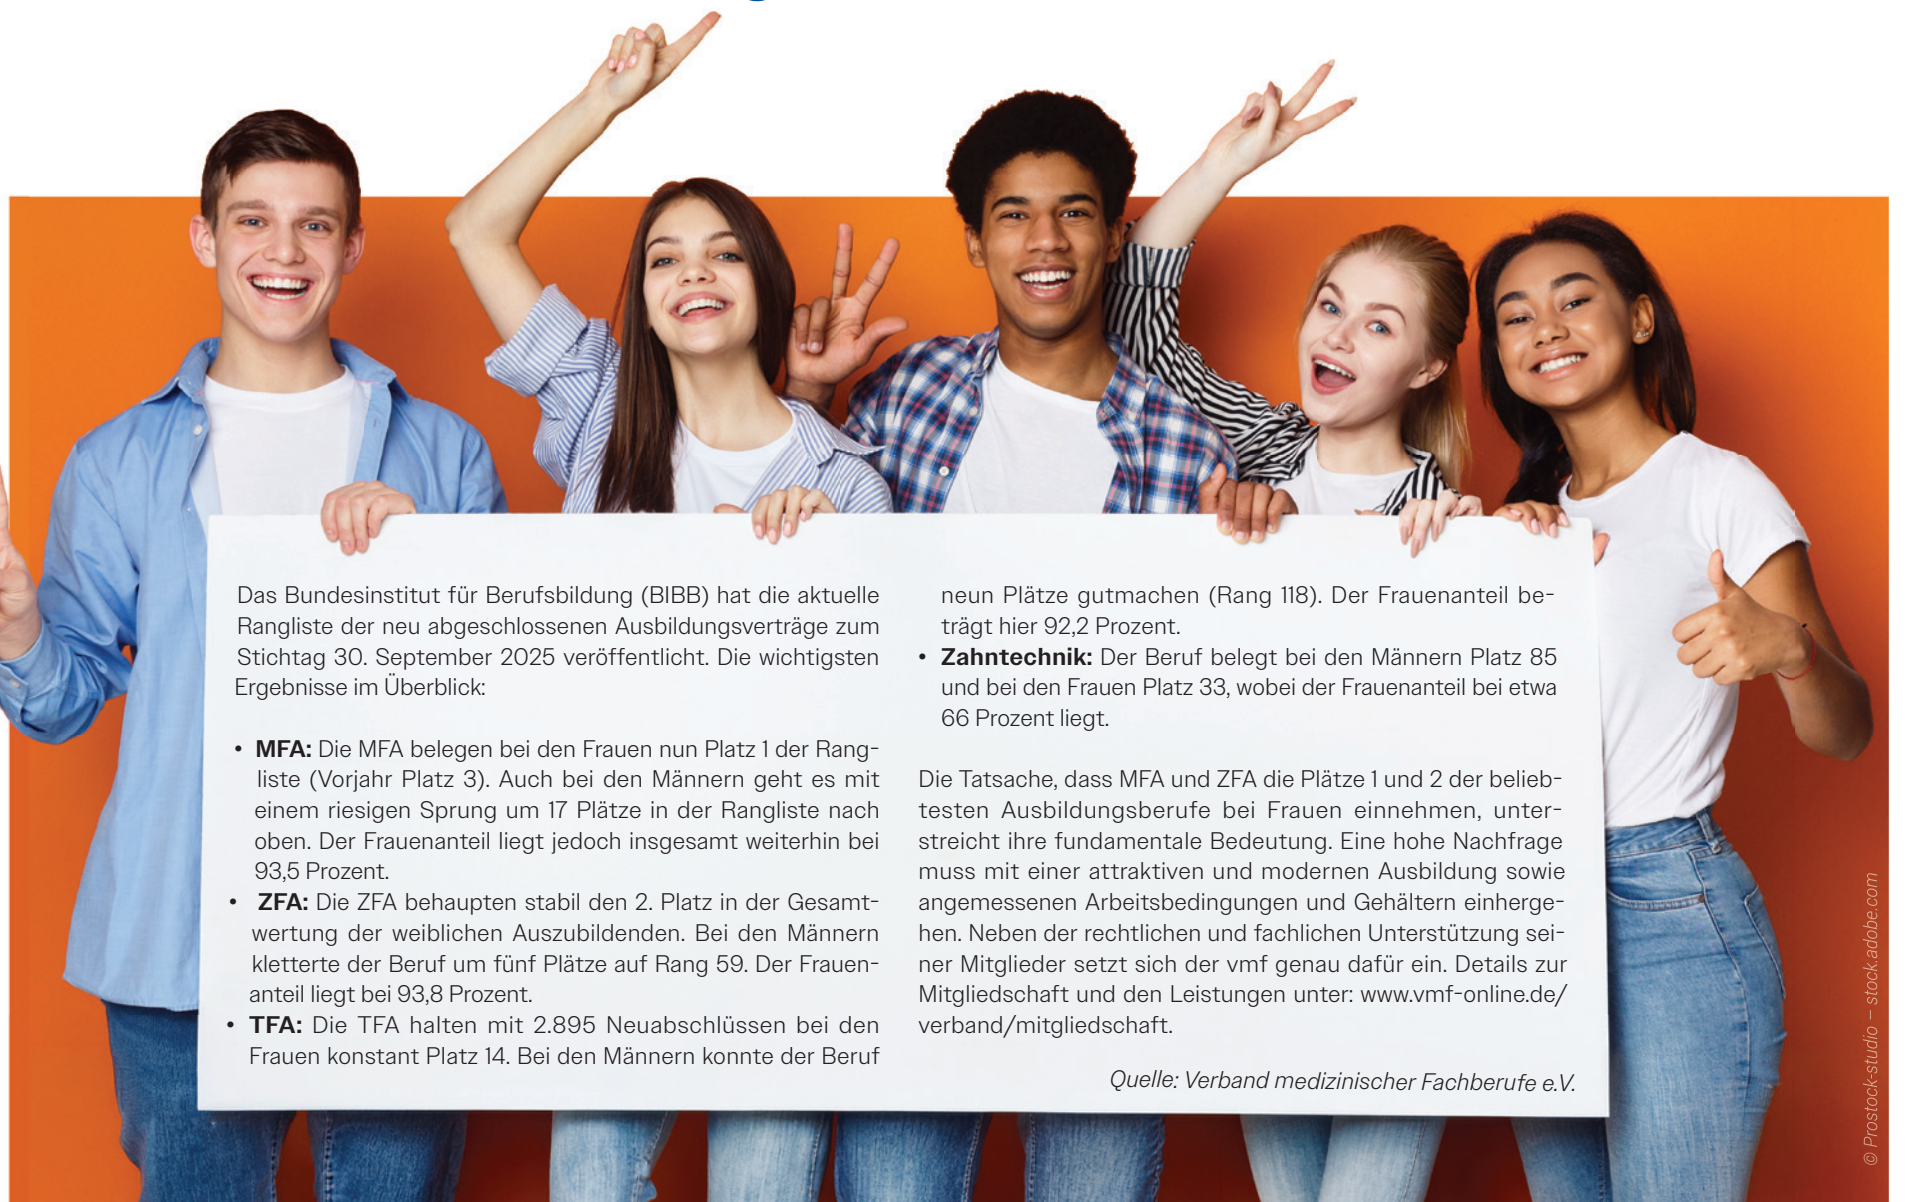 Das Bundesinstitut für Berufsbildung (BIBB) hat die aktuelle
Rangliste der neu abgeschlossenen Ausbildungsverträge zum
Stichtag 30. September 2025 veröffentlicht. Die wichtigsten
Ergebnisse im Überblick:
• MFA: Die MFA belegen bei den Frauen nun Platz 1 der Rang-
liste (Vorjahr Platz 3). Auch bei den Männern geht es mit
einem riesigen Sprung um 17 Plätze in der Rangliste nach
oben. Der Frauenanteil liegt jedoch insgesamt weiterhin bei
93,5 Prozent.
• ZFA: Die ZFA behaupten stabil den 2. Platz in der Gesamt-
wertung der weiblichen Auszubildenden. Bei den Männern
kletterte der Beruf um fünf Plätze auf Rang 59. Der Frauen-
anteil liegt bei 93,8 Prozent.
• TFA: Die TFA halten mit 2.895 Neuabschlüssen bei den
Frauen konstant Platz 14. Bei den Männern konnte der Beruf
neun Plätze gutmachen (Rang 118). Der Frauenanteil be-
trägt hier 92,2 Prozent.
• Zahntechnik: Der Beruf belegt bei den Männern Platz 85
und bei den Frauen Platz 33, wobei der Frauenanteil bei etwa
66 Prozent liegt.
Die Tatsache, dass MFA und ZFA die Plätze 1 und 2 der belieb-
testen Ausbildungsberufe bei Frauen einnehmen, unter-
streicht ihre fundamentale Bedeutung. Eine hohe Nachfrage
muss mit einer attraktiven und modernen Ausbildung sowie
angemessenen Arbeitsbedingungen und Gehältern einherge-
hen. Neben der rechtlichen und fachlichen Unterstützung sei-
ner Mitglieder setzt sich der vmf genau dafür ein. Details zur
Mitgliedschaft und den Leistungen unter: www.vmf-online.de/
verband/mitgliedschaft.
Quelle: Verband medizinischer Fachberufe e.V.
© Prostock-studio – stock.adobe.com